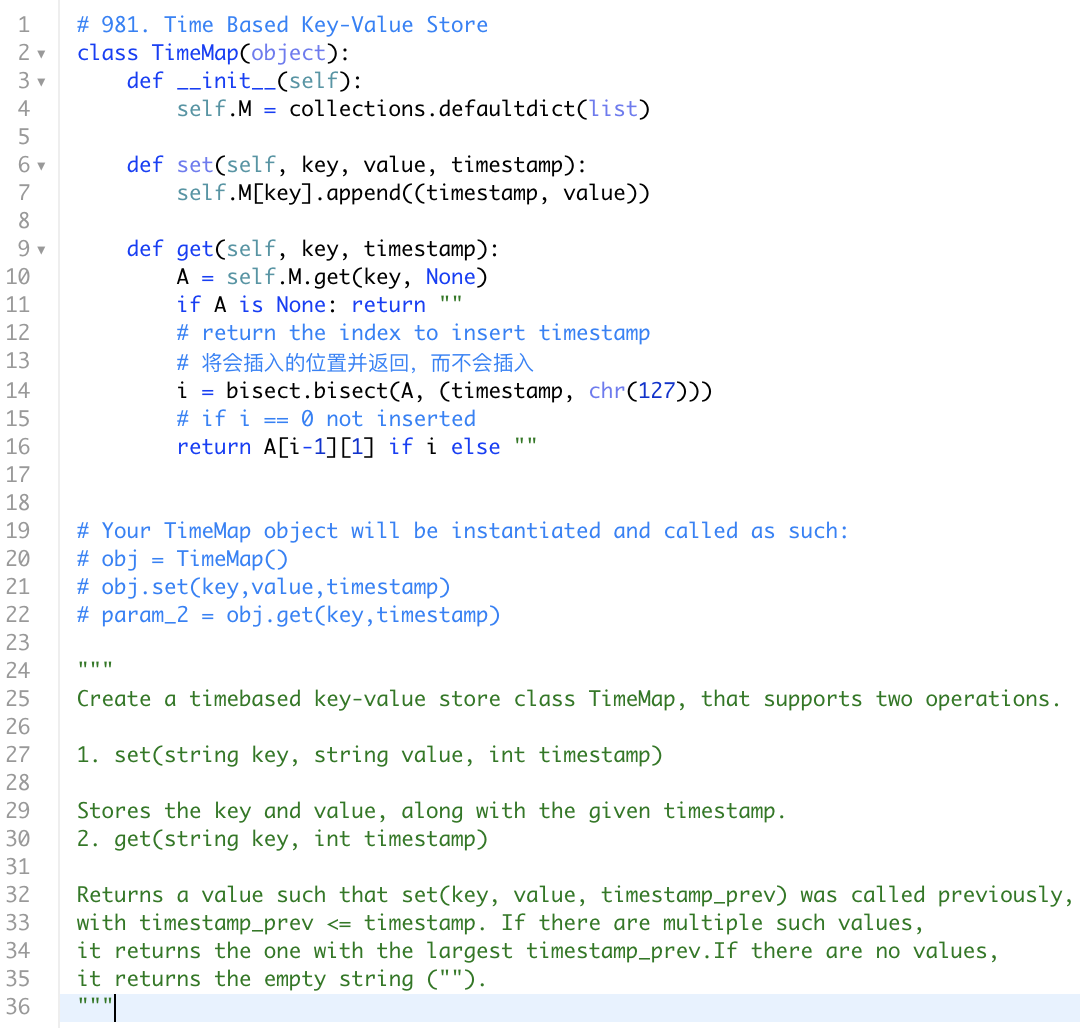 1 # 981. Time Based Key-Value Store
2 class TimeMap(object):
3     def __init__(self):
4         self.M = collections.defaultdict(list)
5
6     def set(self, key, value, timestamp):
7         self.M[key].append((timestamp, value))
8
9     def get(self, key, timestamp):
10         A = self.M.get(key, None)
11         if A is None: return ""
12         # return the index to insert timestamp
13         # 将会插入的位置并返回，而不会插入
14         i = bisect.bisect(A, (timestamp, chr(127)))
15         # if i == 0 not inserted
16         return A[i-1][1] if i else ""
17
18
19 # Your TimeMap object will be instantiated and called as such:
20 # obj = TimeMap()
21 # obj.set(key,value,timestamp)
22 # param_2 = obj.get(key,timestamp)
23
24 """
25 Create a timebased key-value store class TimeMap, that supports two operations.
26
27 1. set(string key, string value, int timestamp)
28
29 Stores the key and value, along with the given timestamp.
30 2. get(string key, int timestamp)
31
32 Returns a value such that set(key, value, timestamp_prev) was called previously,
33 with timestamp_prev <= timestamp. If there are multiple such values,
34 it returns the one with the largest timestamp_prev.If there are no values,
35 it returns the empty string ("").
36 """